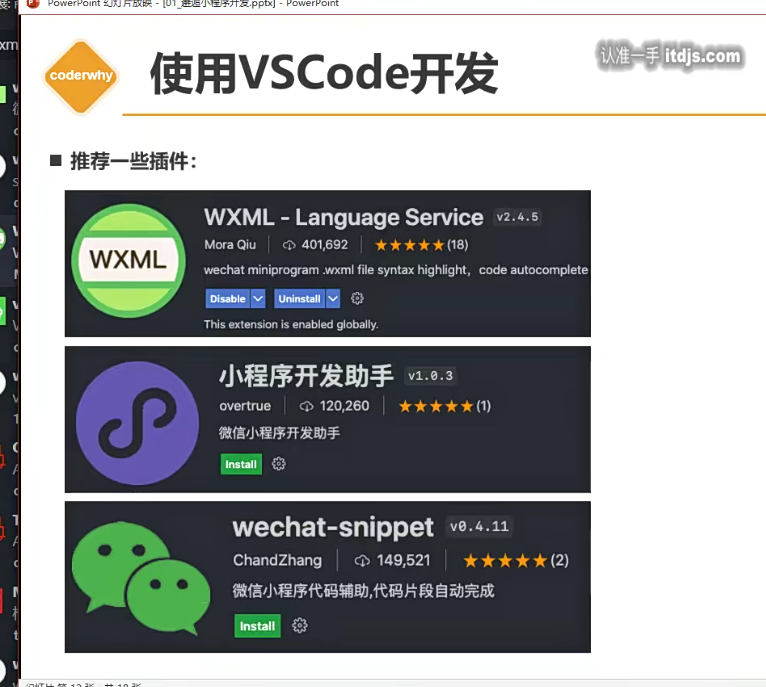 PowerPoint 幻灯片放映 - [01_邂逅小程序开发.pptx] - PowerPoint
coderwhy
使用VSCode开发
认准一手 itdjs.com
推荐一些插件：
WXML
WXML - Language Service v2.4.5
Mora Qiu 401,692 ★★★★★(18)
wechat miniprogram .wxml file syntax highlight，code autocomplete
Disable Uninstall
This extension is enabled globally.
小程序开发助手 v1.0.3
overtrue 120,260 ★★★★★(1)
微信小程序开发助手
Install
wechat-snippet v0.4.11
ChandZhang 149,521 ★★★★★(2)
微信小程序代码辅助,代码片段自动完成
Install